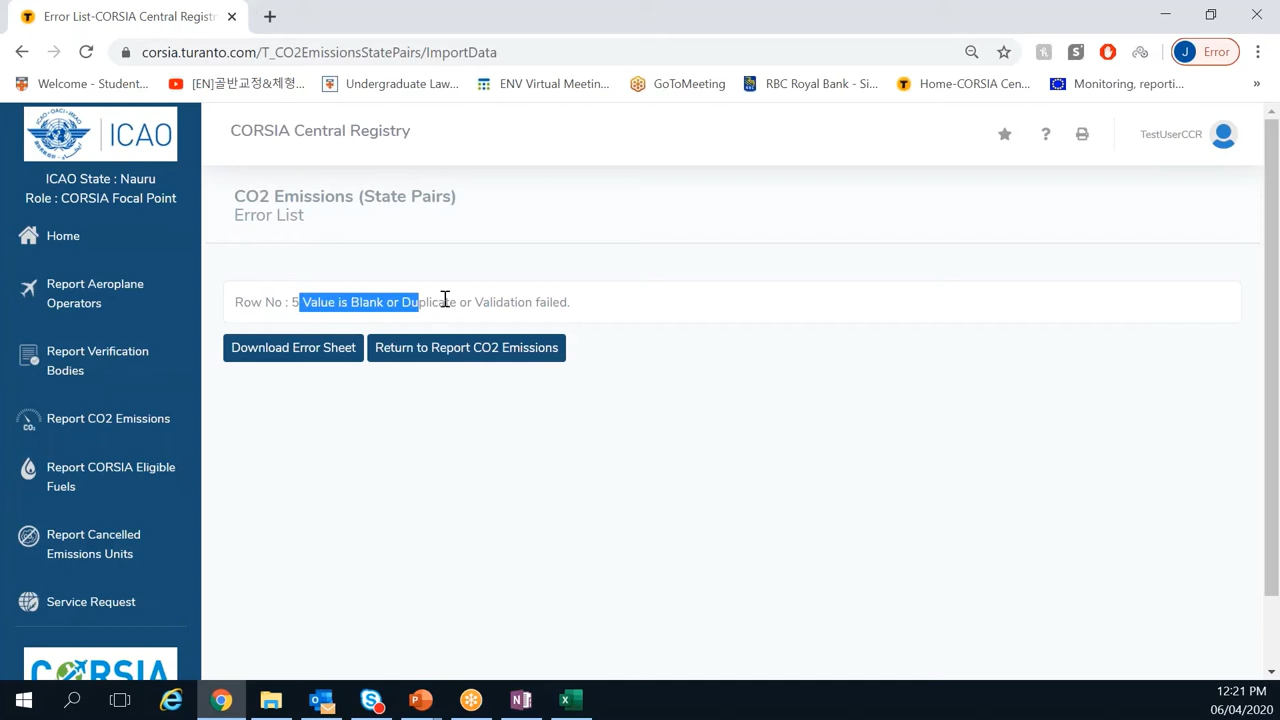 Error List-CORSIA Central Registr
corsia.turanto.com/T_CO2EmissionsStatePairs/ImportData
J Error
Welcome - Student...
[EN]골반교정&체형...
Undergraduate Law...
ENV Virtual Meetin...
GoToMeeting
RBC Royal Bank - Si...
Home-CORSIA Cen...
Monitoring, reporti...
»
ICAO
CORSIA Central Registry
TestUserCCR
ICAO State : Nauru
Role : CORSIA Focal Point
CO2 Emissions (State Pairs)
Error List
Home
Report Aeroplane
Operators
Row No : 5 Value is Blank or Duplicate or Validation failed.
Download Error Sheet
Return to Report CO2 Emissions
Report Verification
Bodies
Report CO2 Emissions
Report CORSIA Eligible
Fuels
Report Cancelled
Emissions Units
Service Request
CORSIA
12:21 PM
06/04/2020